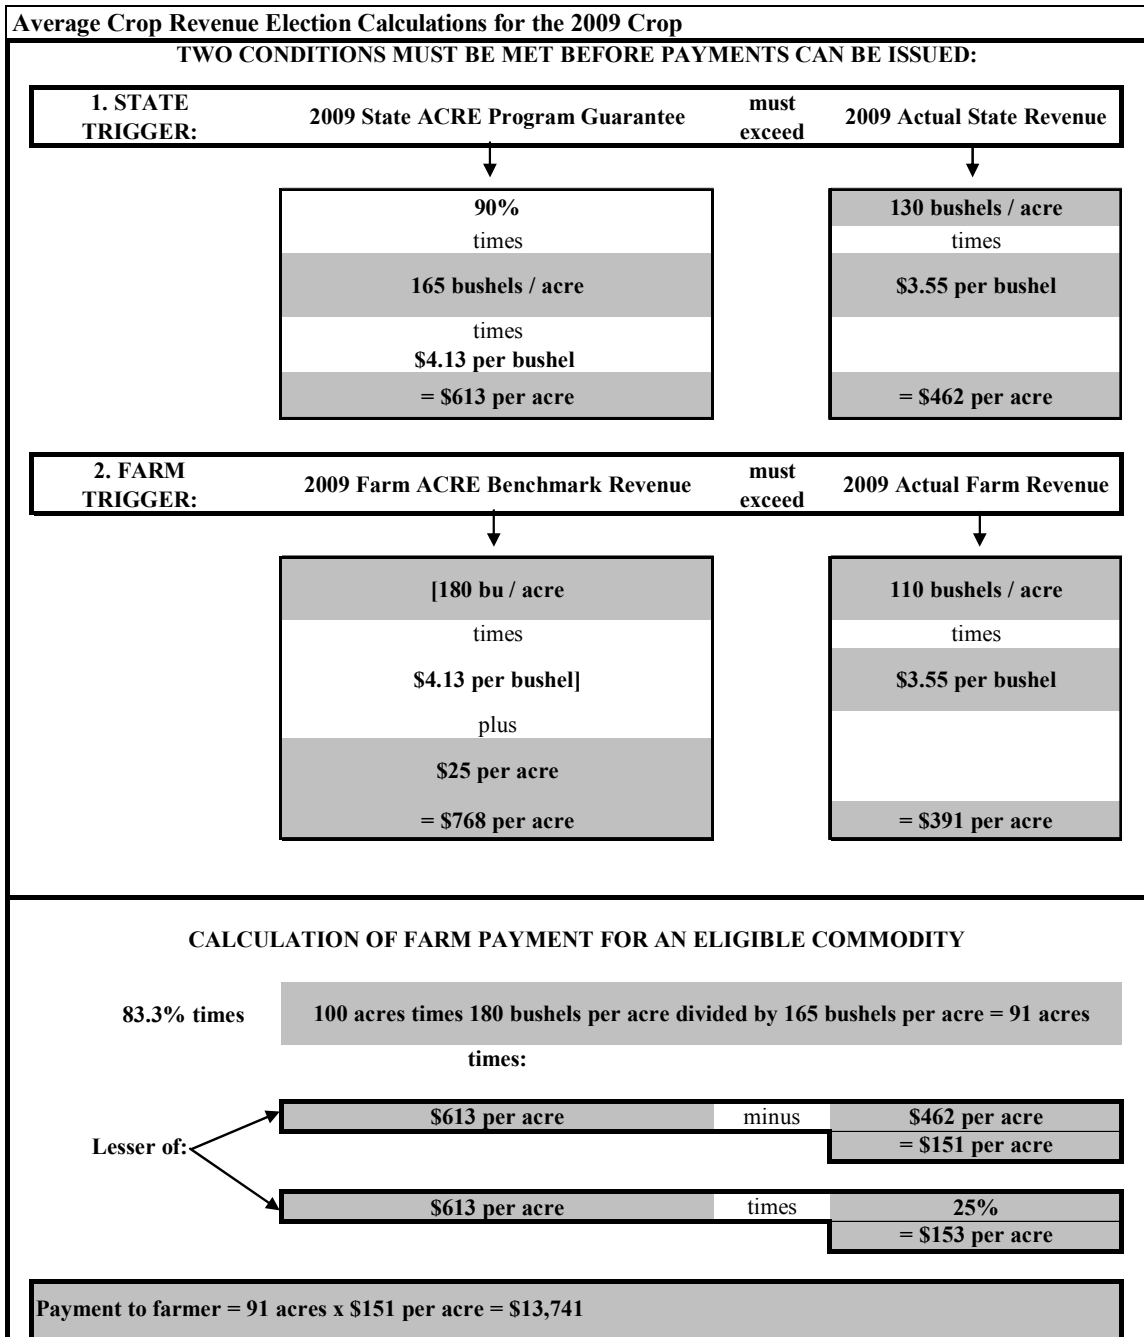 Average Crop Revenue Election Calculations for the 2009 Crop
TWO CONDITIONS MUST BE MET BEFORE PAYMENTS CAN BE ISSUED:
1. STATE TRIGGER: 2009 State ACRE Program Guarantee must exceed 2009 Actual State Revenue
90% 130 bushels / acre
times times
165 bushels / acre $3.55 per bushel
times
$4.13 per bushel
= $613 per acre = $462 per acre
2. FARM TRIGGER: 2009 Farm ACRE Benchmark Revenue must exceed 2009 Actual Farm Revenue
[180 bu / acre 110 bushels / acre
times times
$4.13 per bushel] $3.55 per bushel
plus
$25 per acre
= $768 per acre = $391 per acre
CALCULATION OF FARM PAYMENT FOR AN ELIGIBLE COMMODITY
83.3% times 100 acres times 180 bushels per acre divided by 165 bushels per acre = 91 acres
times:
$613 per acre minus $462 per acre
Lesser of: = $151 per acre
$613 per acre times 25%
= $153 per acre
Payment to farmer = 91 acres x $151 per acre = $13,741